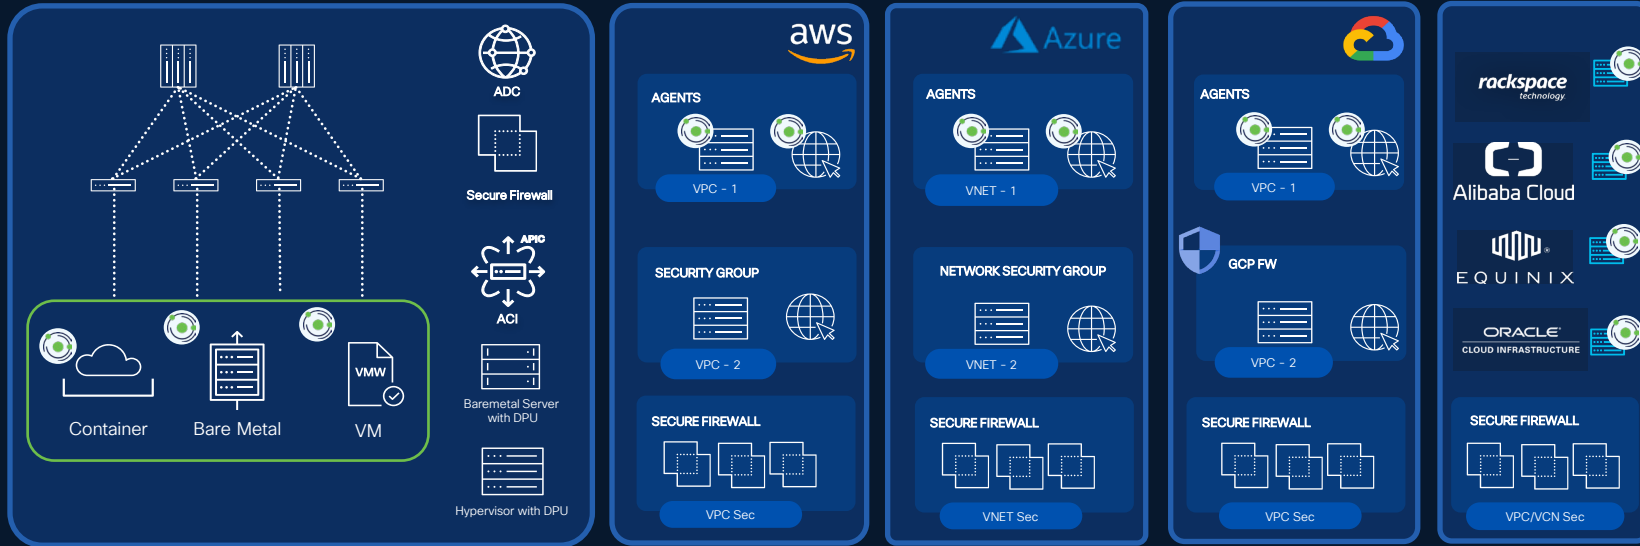 ADC
Secure Firewall
APIC
ACI
Baremetal Server
with DPU
Hypervisor with DPU
VMW
Container
Bare Metal
VM
aws
AGENTS
VPC - 1
SECURITY GROUP
VPC - 2
SECURE FIREWALL
VPC Sec
Azure
AGENTS
VNET - 1
NETWORK SECURITY GROUP
VNET - 2
SECURE FIREWALL
VNET Sec
AGENTS
VPC - 1
GCP FW
VPC - 2
SECURE FIREWALL
VPC Sec
rackspace
technology.
Alibaba Cloud
EQUINIX
ORACLE
CLOUD INFRASTRUCTURE
SECURE FIREWALL
VPC/VCN Sec